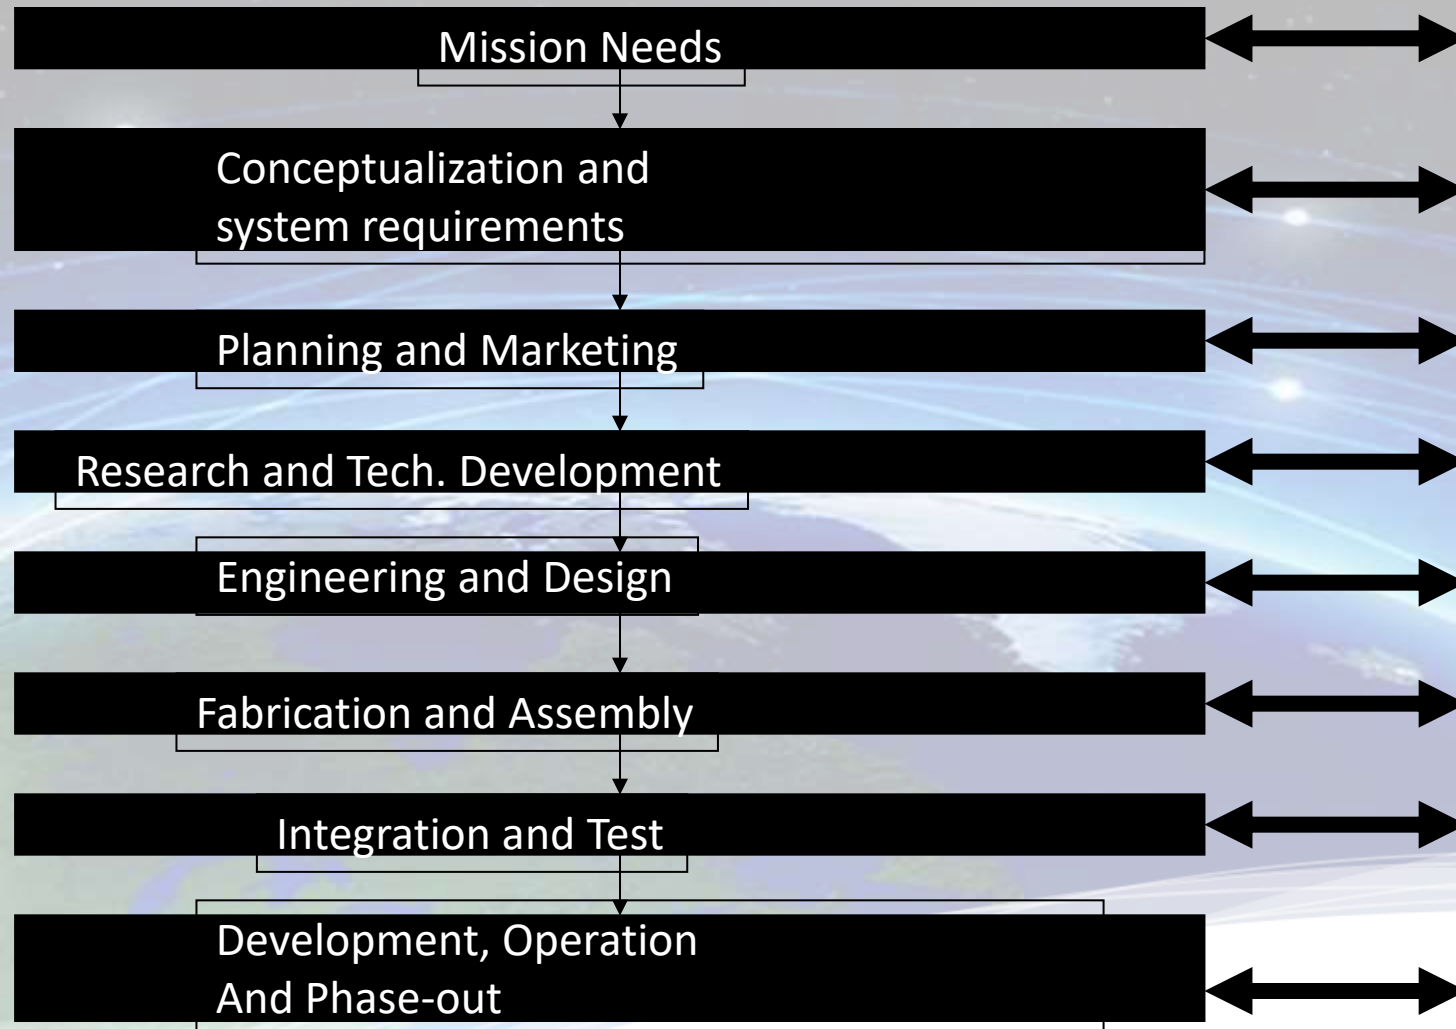 Mission Needs
Conceptualization and
system requirements
Planning and Marketing
Research and Tech. Development
Engineering and Design
Fabrication and Assembly
Integration and Test
Development, Operation
And Phase-out